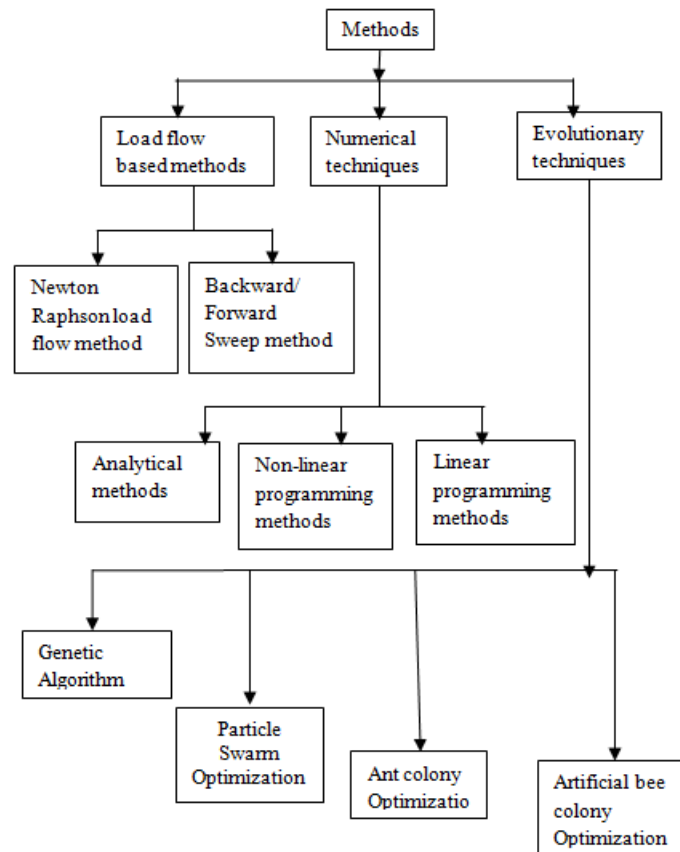 Methods
Load flow
based methods
Numerical
techniques
Evolutionary
techniques
Newton
Raphson load
flow method
Backward/
Forward
Sweep method
Analytical
methods
Non-linear
programming
methods
Linear
programming
methods
Genetic
Algorithm
Particle
Swarm
Optimization
Ant colony
Optimizatio
Artificial bee
colony
Optimization